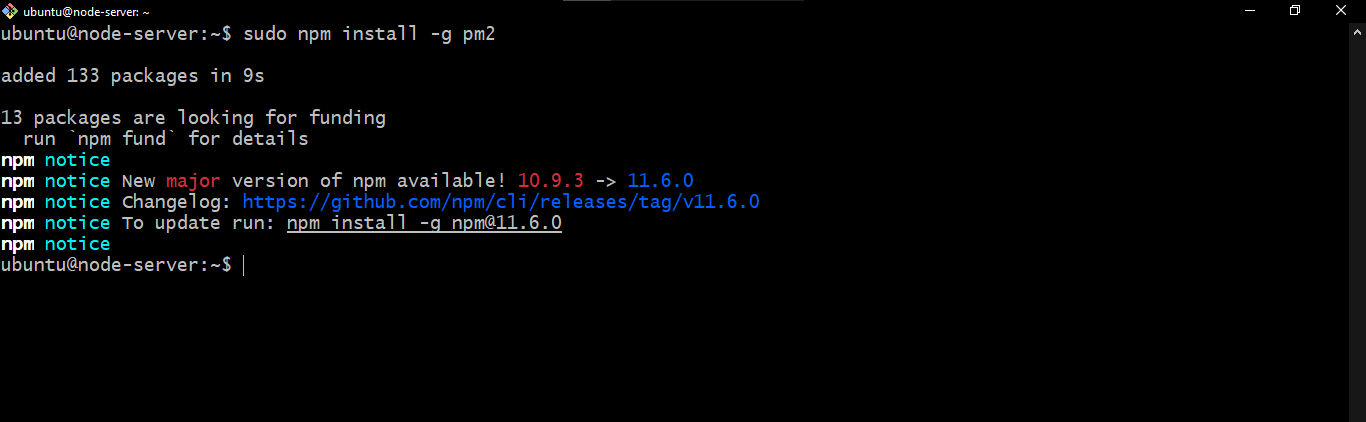 ubuntu@node-server: ~
ubuntu@node-server:~$ sudo npm install -g pm2
added 133 packages in 9s
13 packages are looking for funding
  run `npm fund` for details
npm notice
npm notice New major version of npm available! 10.9.3 -> 11.6.0
npm notice Changelog: https://github.com/npm/cli/releases/tag/v11.6.0
npm notice To update run: npm install -g npm@11.6.0
npm notice
ubuntu@node-server:~$